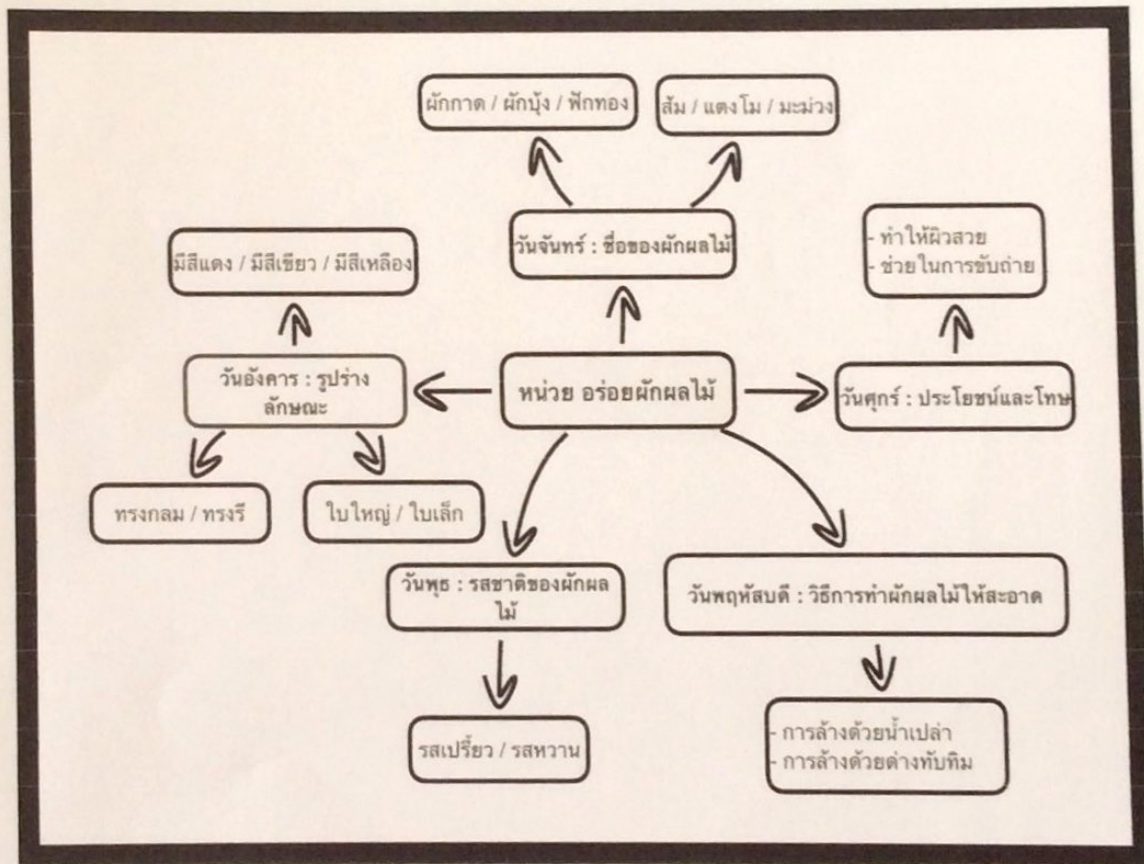 ผักกาด / ผักบุ้ง / ฟักทอง
ส้ม / แตงโม / มะม่วง
วันจันทร์ : ชื่อของผักผลไม้
- ทำให้ผิวสวย
- ช่วยในการขับถ่าย
มีสีแดง / มีสีเขียว / มีสีเหลือง
วันอังคาร : รูปร่าง
ลักษณะ
หน่วย อร่อยผักผลไม้
วันศุกร์ : ประโยชน์และโทษ
ทรงกลม / ทรงรี
ใบใหญ่ / ใบเล็ก
วันพุธ : รสชาติของผักผล
ไม้
วันพฤหัสบดี : วิธีการทำผักผลไม้ให้สะอาด
รสเปรี้ยว / รสหวาน
- การล้างด้วยน้ำเปล่า
- การล้างด้วยด่างทับทิม